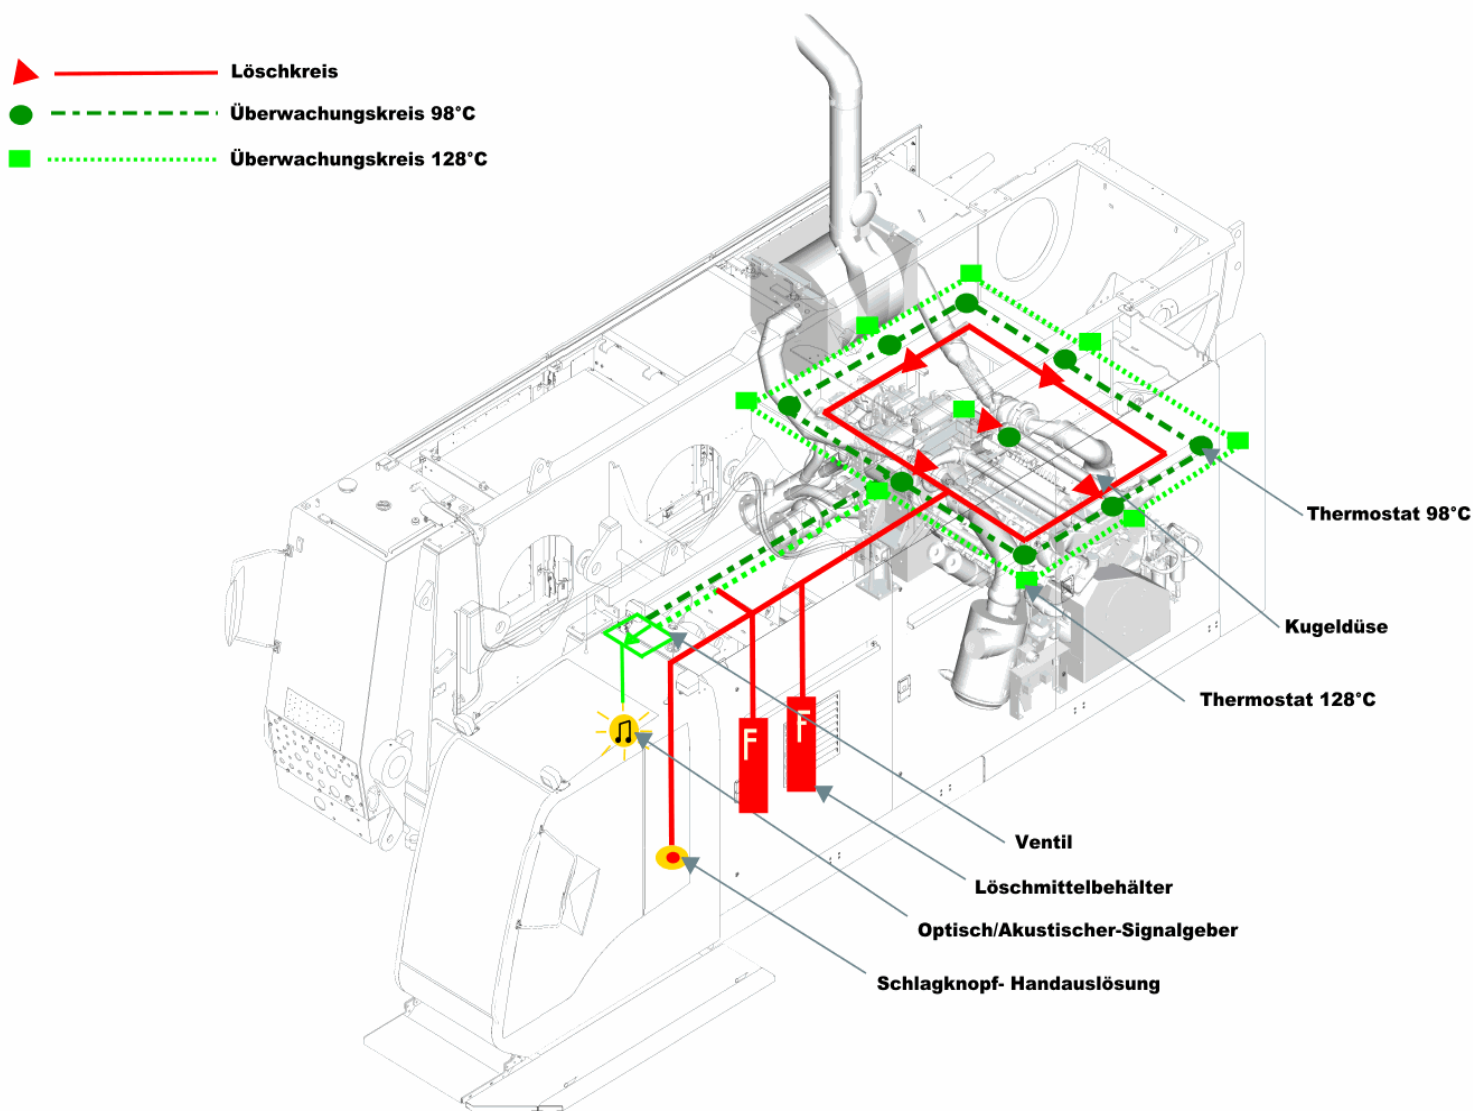 Löschkreis
Überwachungskreis 98°C
Überwachungskreis 128°C
Thermostat 98°C
Kugeldüse
Thermostat 128°C
F
F
Ventil
Löschmittelbehälter
Optisch/Akustischer-Signalgeber
Schlagknopf- Handauslösung